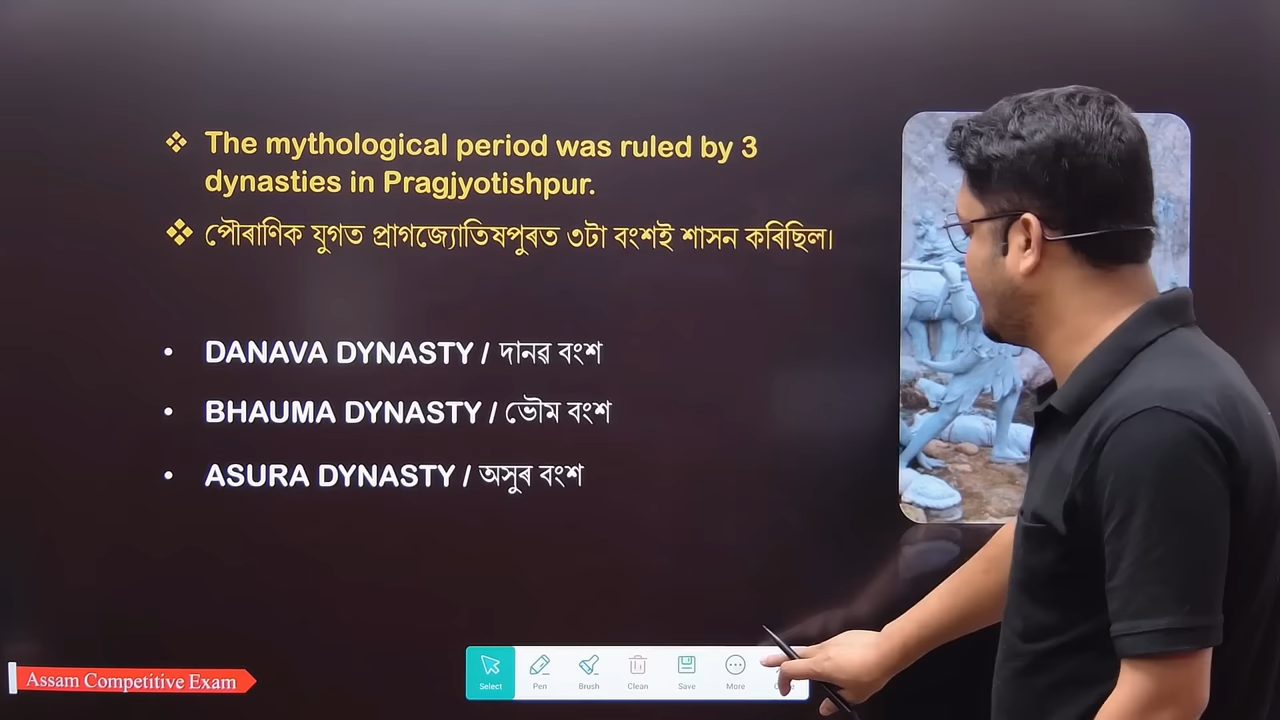 The mythological period was ruled by 3
dynasties in Pragjyotishpur.
পৌৰাণিক যুগত প্ৰাগজ্যোতিষপুৰত ৩টা বংশই শাসন কৰিছিল।
DANAVA DYNASTY / দানৱ বংশ
BHAUMA DYNASTY / ভৌম বংশ
ASURA DYNASTY / অসুৰ বংশ
Select Pen Brush Clean Save More
Assam Competitive Exam